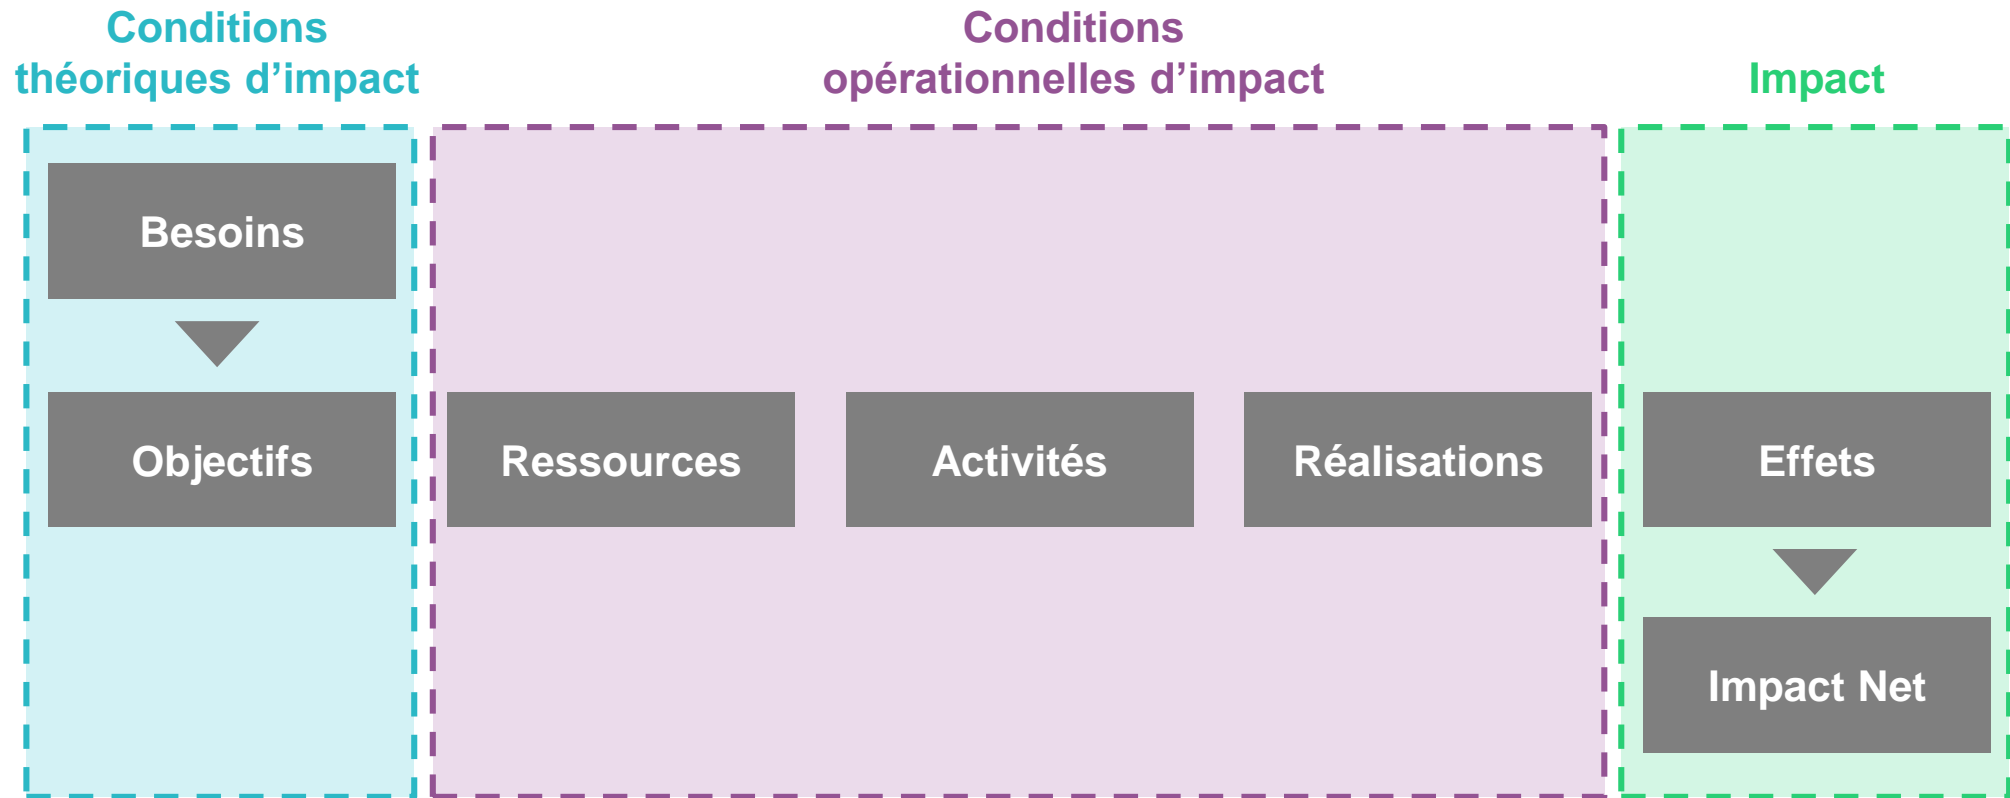 Conditions
théoriques d’impact
Conditions
opérationnelles d’impact
Impact
Besoins
Objectifs
Ressources
Activités
Réalisations
Effets
Impact Net